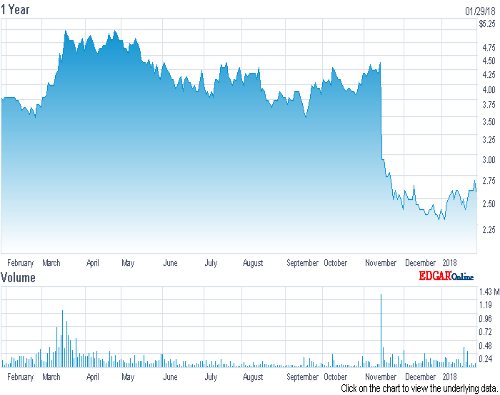 1 Year 01/29/18
$5.25
4.75
4.50
4.25
4.00
3.75
3.50
3.25
3.00
2.75
2.50
2.25
February March April May June July August September October November December 2018
Volume EDGAR Online
1.43 M
1.19
0.96
0.72
0.48
0.24
February March April May June July August September October November December 2018
Click on the chart to view the underlying data.